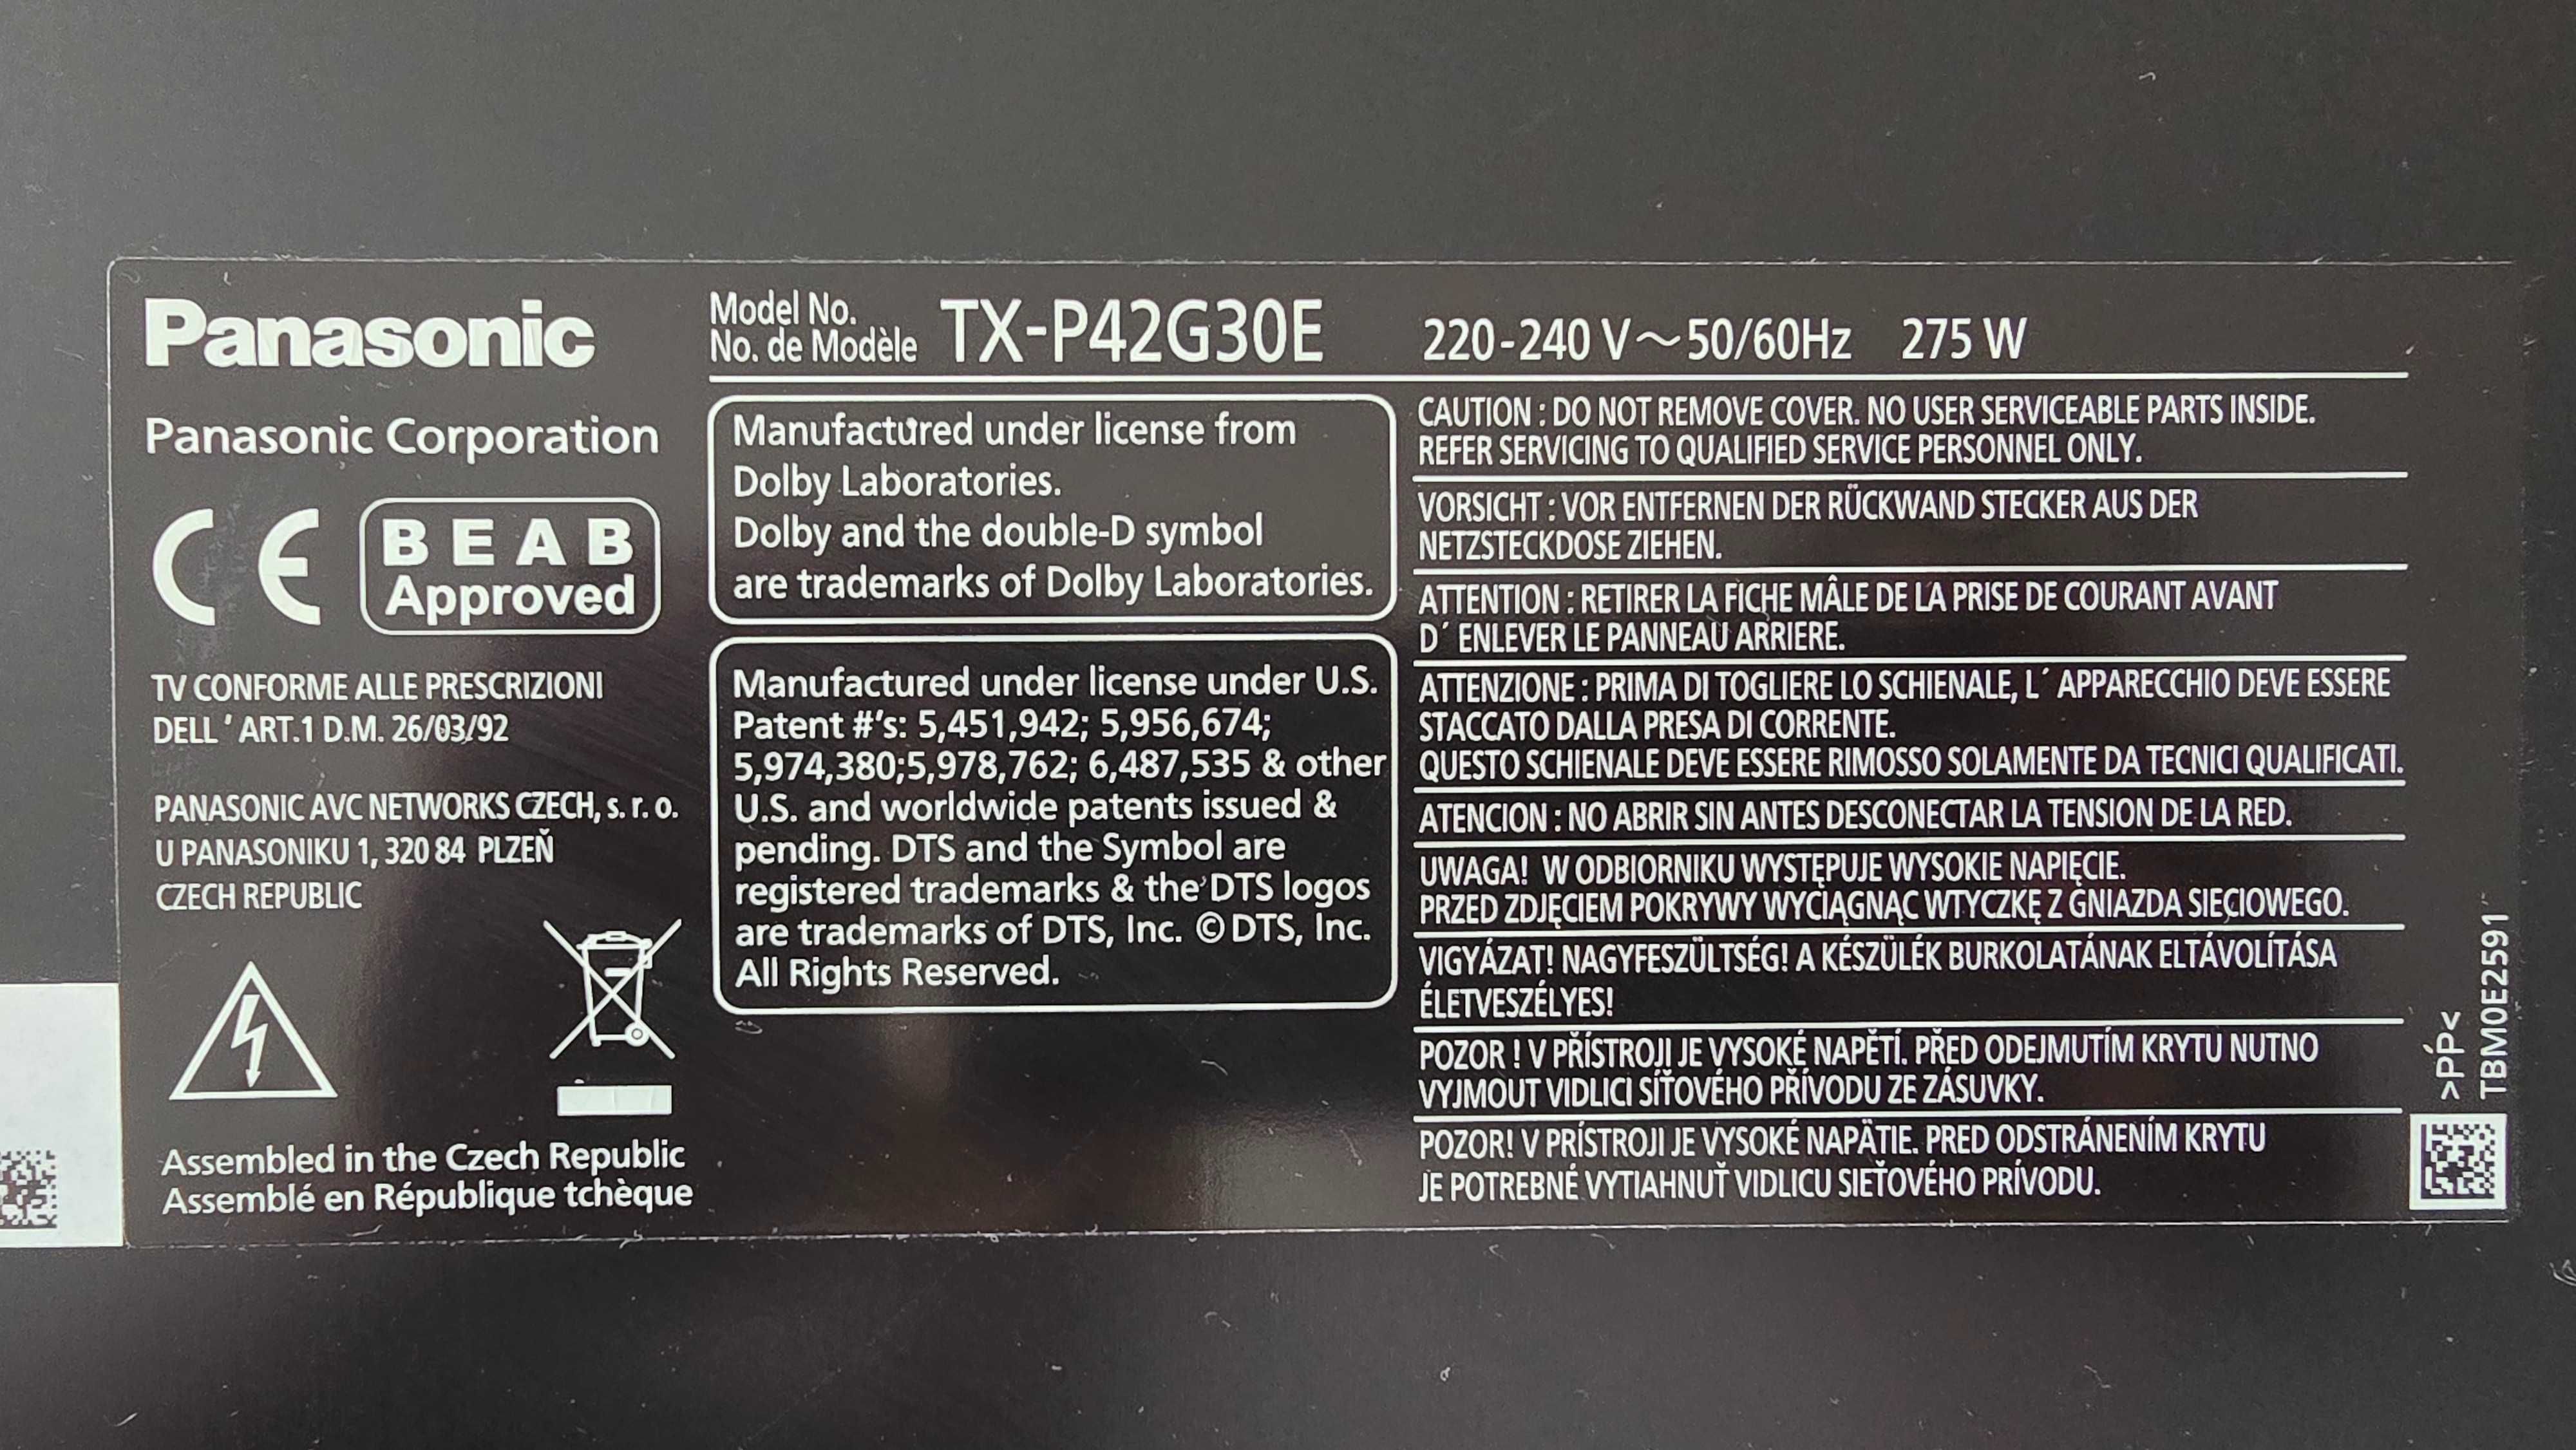 Panasonic
Model No.
No. de Modèle
TX-P42G30E
220-240 V~50/60Hz 275 W
Panasonic Corporation
CE
BEAB
Approved
TV CONFORME ALLE PRESCRIZIONI
DELL ' ART.1 D.M. 26/03/92
PANASONIC AVC NETWORKS CZECH, s. r. o.
U PANASONIKU 1, 320 84 PLZEŇ
CZECH REPUBLIC
Assembled in the Czech Republic
Assemblé en République tchèque
Manufactured under license from
Dolby Laboratories.
Dolby and the double-D symbol
are trademarks of Dolby Laboratories.
Manufactured under license under U.S.
Patent #'s: 5,451,942; 5,956,674;
5,974,380;5,978,762; 6,487,535 & other
U.S. and worldwide patents issued &
pending. DTS and the Symbol are
registered trademarks & the DTS logos
are trademarks of DTS, Inc. © DTS, Inc.
All Rights Reserved.
CAUTION : DO NOT REMOVE COVER. NO USER SERVICEABLE PARTS INSIDE.
REFER SERVICING TO QUALIFIED SERVICE PERSONNEL ONLY.
VORSICHT : VOR ENTFERNEN DER RÜCKWAND STECKER AUS DER
NETZSTECKDOSE ZIEHEN.
ATTENTION : RETIRER LA FICHE MÂLE DE LA PRISE DE COURANT AVANT
D´ ENLEVER LE PANNEAU ARRIERE.
ATTENZIONE : PRIMA DI TOGLIERE LO SCHIENALE, L´ APPARECCHIO DEVE ESSERE
STACCATO DALLA PRESA DI CORRENTE.
QUESTO SCHIENALE DEVE ESSERE RIMOSSO SOLAMENTE DA TECNICI QUALIFICATI.
ATENCION : NO ABRIR SIN ANTES DESCONECTAR LA TENSION DE LA RED.
UWAGA! W ODBIORNIKU WYSTĘPUJE WYSOKIE NAPIĘCIE.
PRZED ZDJĘCIEM POKRYWY WYCIĄGNĄC WTYCZKĘ Z GNIAZDA SIECIOWEGO.
VIGYÁZAT! NAGYFESZÜLTSÉG! A KÉSZÜLÉK BURKOLATÁNAK ELTÁVOLÍTÁSA
ÉLETVESZÉLYES!
POZOR ! V PŘÍSTROJI JE VYSOKÉ NAPĚTÍ. PŘED ODEJMUTÍM KRYTU NUTNO
VYJMOUT VIDLICI SÍŤOVÉHO PŘÍVODU ZE ZÁSUVKY.
POZOR! V PRÍSTROJI JE VYSOKÉ NAPÄTIE. PRED ODSTRÁNENÍM KRYTU
JE POTREBNÉ VYTIAHNUŤ VIDLICU SIEŤOVÉHO PRÍVODU.
>PP<
TBM0E25911